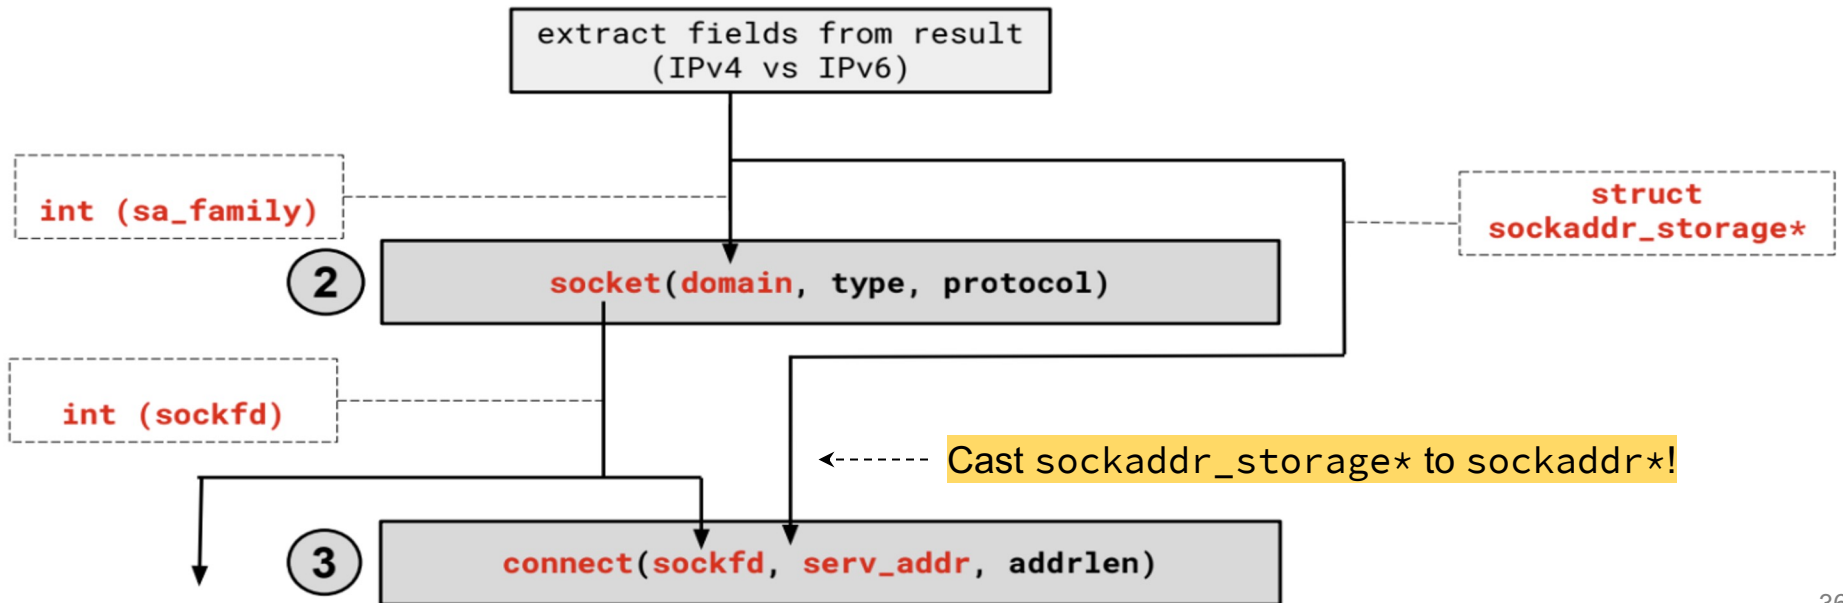 extract fields from result
(IPv4 vs IPv6)
int (sa_family)
struct
sockaddr_storage*
2
socket(domain, type, protocol)
int (sockfd)
Cast sockaddr_storage* to sockaddr*!
3
connect(sockfd, serv_addr, addrlen)